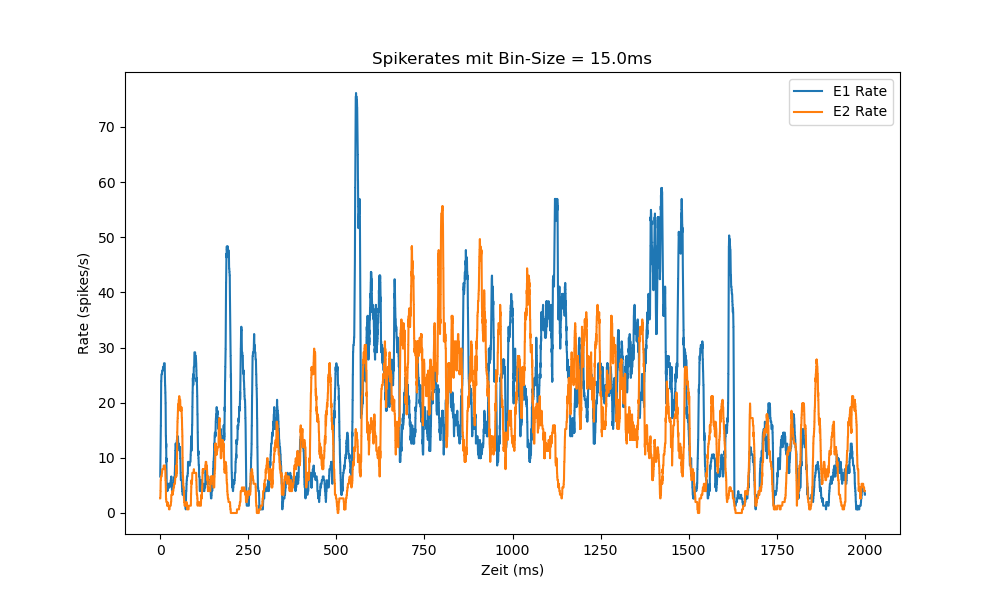 Spikerates mit Bin-Size = 15.0ms
E1 Rate
E2 Rate
Rate (spikes/s)
70
60
50
40
30
20
10
0
0 250 500 750 1000 1250 1500 1750 2000
Zeit (ms)